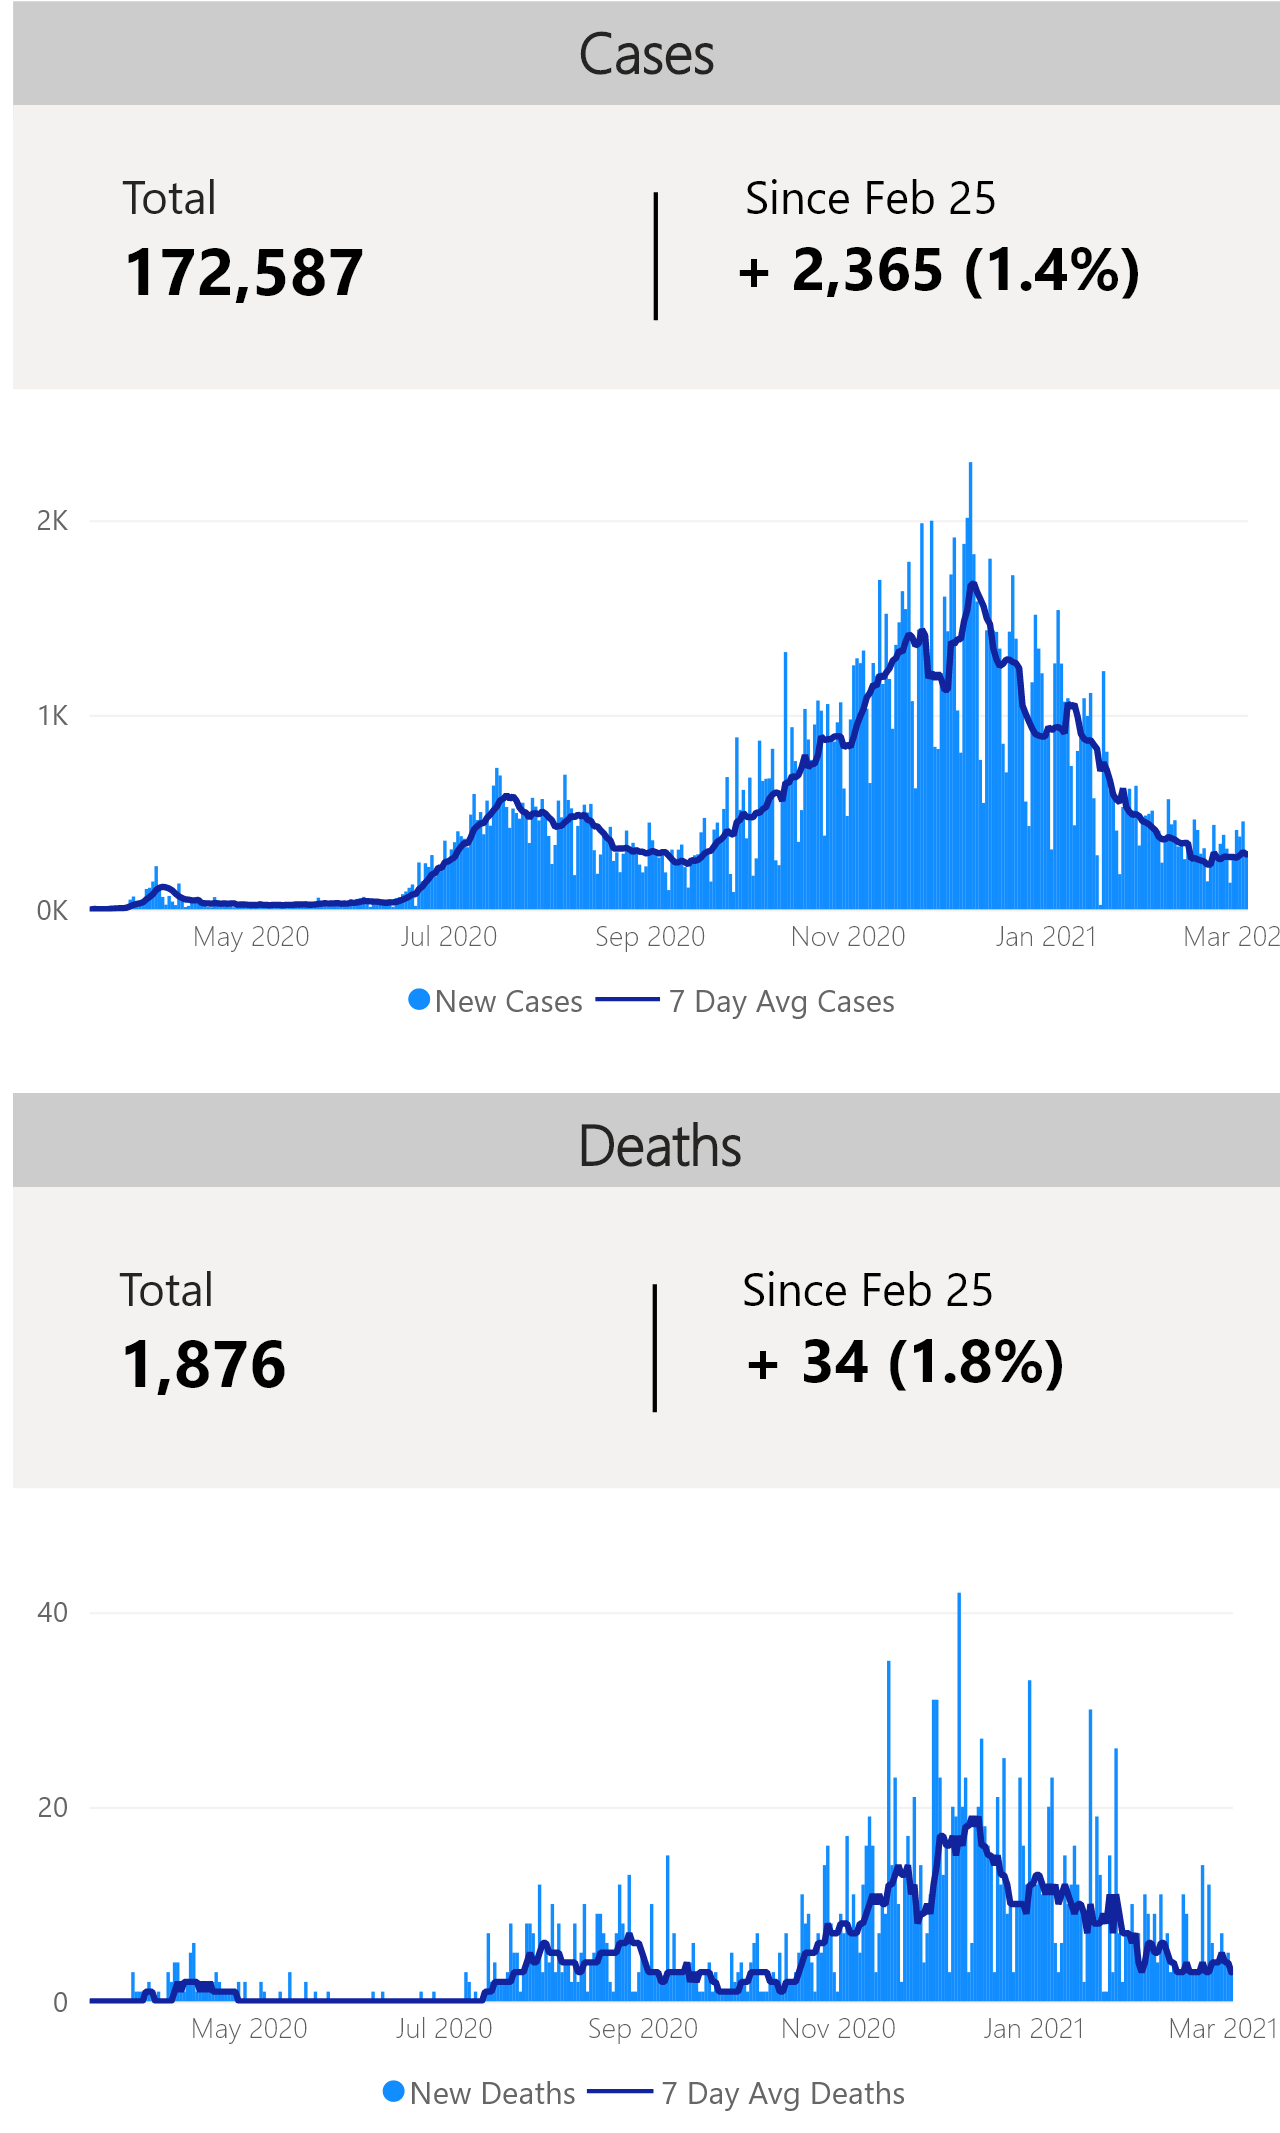 Cases
Total
Since Feb 25
172,587
+ 2,365 (1.4%)
2K
1K
0K
May 2020
Jul 2020
Sep 2020
Nov 2020
Jan 2021
Mar 202
New Cases
7 Day Avg Cases
Deaths
Total
Since Feb 25
1,876
+ 34 (1.8%)
40
20
0
May 2020
Jul 2020
Sep 2020
Nov 2020
Jan 2021
Mar 2021
New Deaths
7 Day Avg Deaths